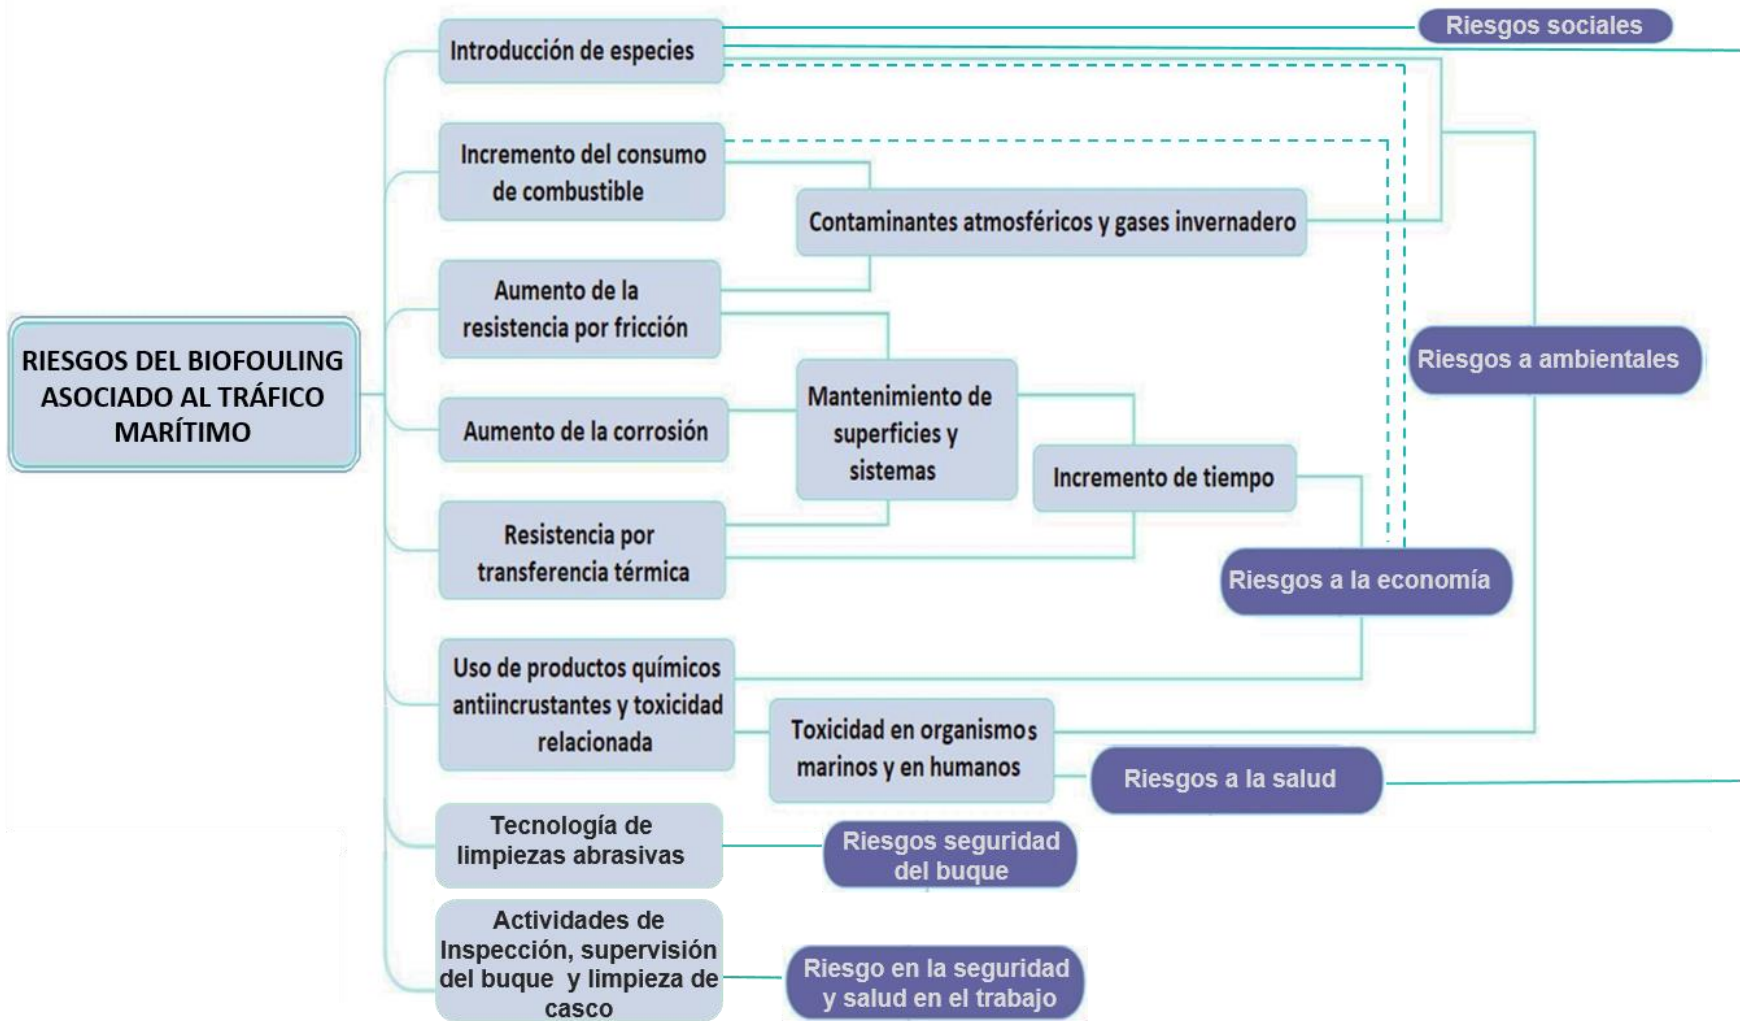 RIESGOS DEL BIOFOULING
ASOCIADO AL TRÁFICO
MARÍTIMO
Introducción de especies
Incremento del consumo
de combustible
Aumento de la
resistencia por fricción
Aumento de la corrosión
Resistencia por
transferencia térmica
Uso de productos químicos
antiincrustantes y toxicidad
relacionada
Tecnología de
limpiezas abrasivas
Actividades de
Inspección, supervisión
del buque y limpieza de
casco
Contaminantes atmosféricos y gases invernadero
Mantenimiento de
superficies y
sistemas
Incremento de tiempo
Toxicidad en organismos
marinos y en humanos
Riesgos sociales
Riesgos a ambientales
Riesgos a la economía
Riesgos a la salud
Riesgos seguridad
del buque
Riesgo en la seguridad
y salud en el trabajo